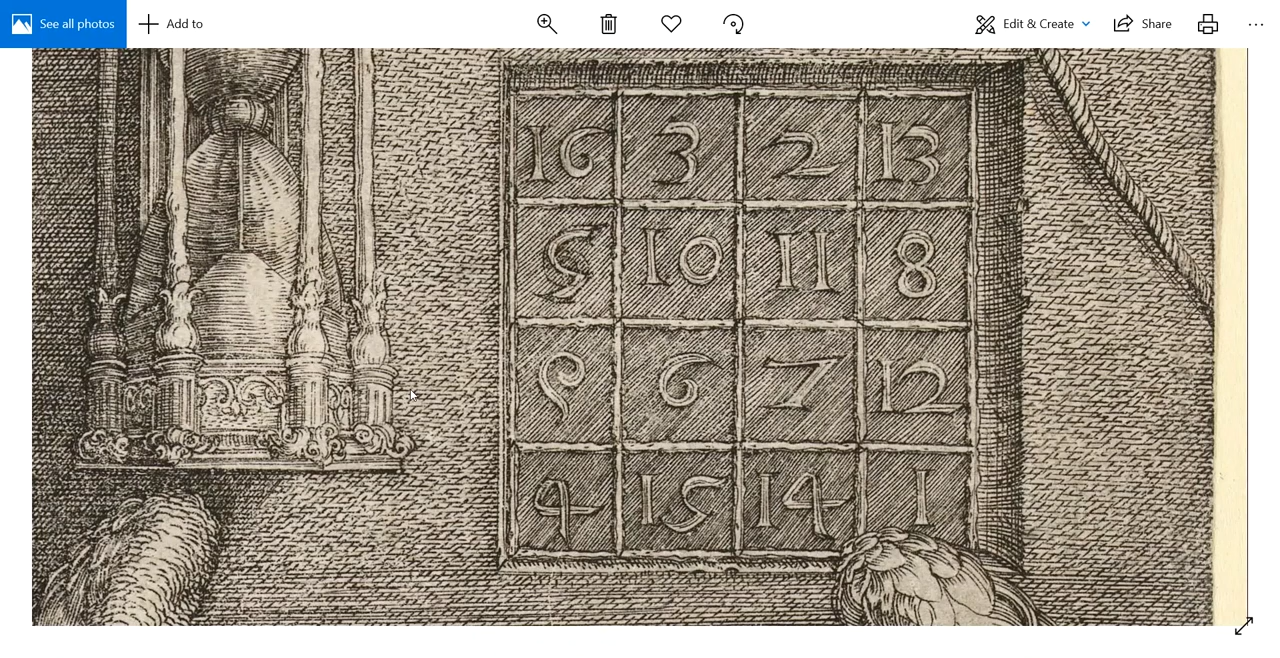 See all photos
Add to
Edit & Create
Share
16 3 2 13
5 10 11 8
9 6 7 12
4 15 14 1